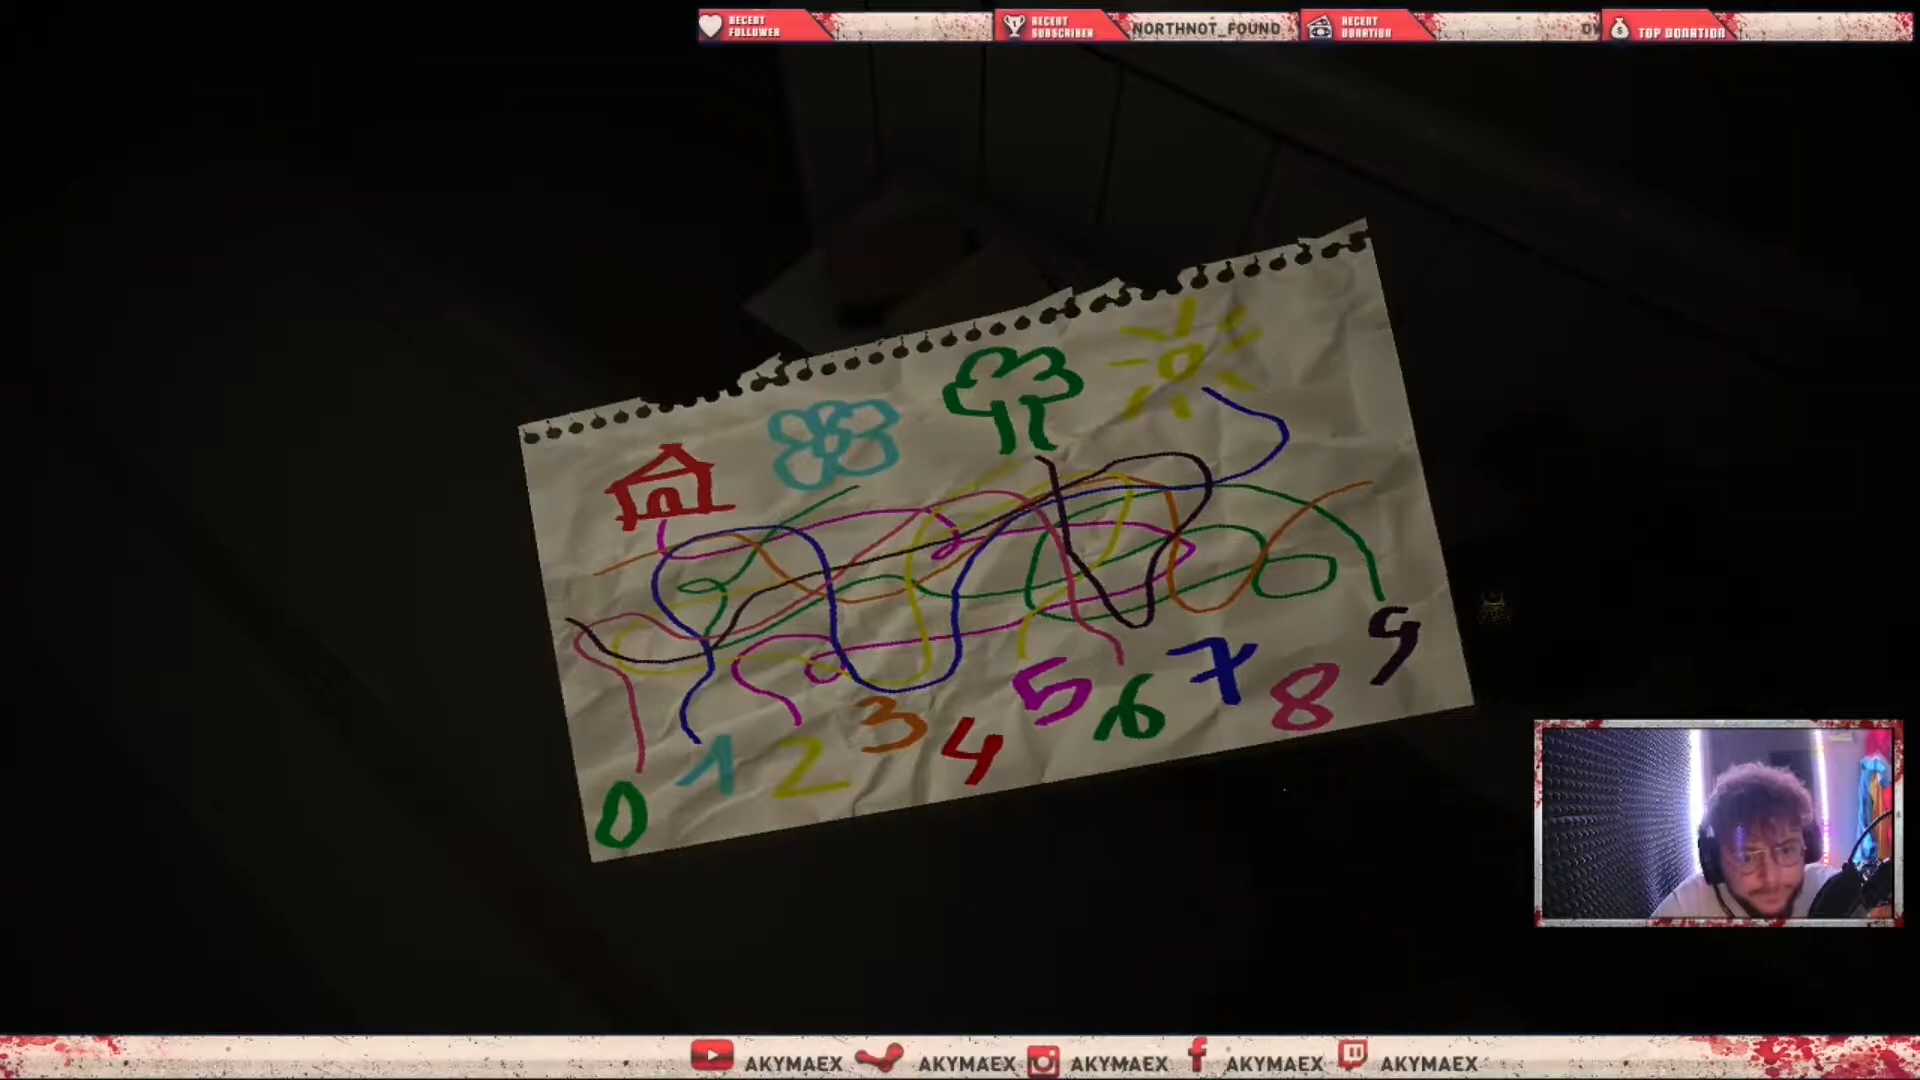 RECENT FOLLOWER
RECENT SUBSCRIBER
NORTHNOT_FOUND
RECENT DONATION
TOP DONATION
0 1 2 3 4 5 6 7 8 9
AKYMAEX AKYMAEX AKYMAEX AKYMAEX AKYMAEX